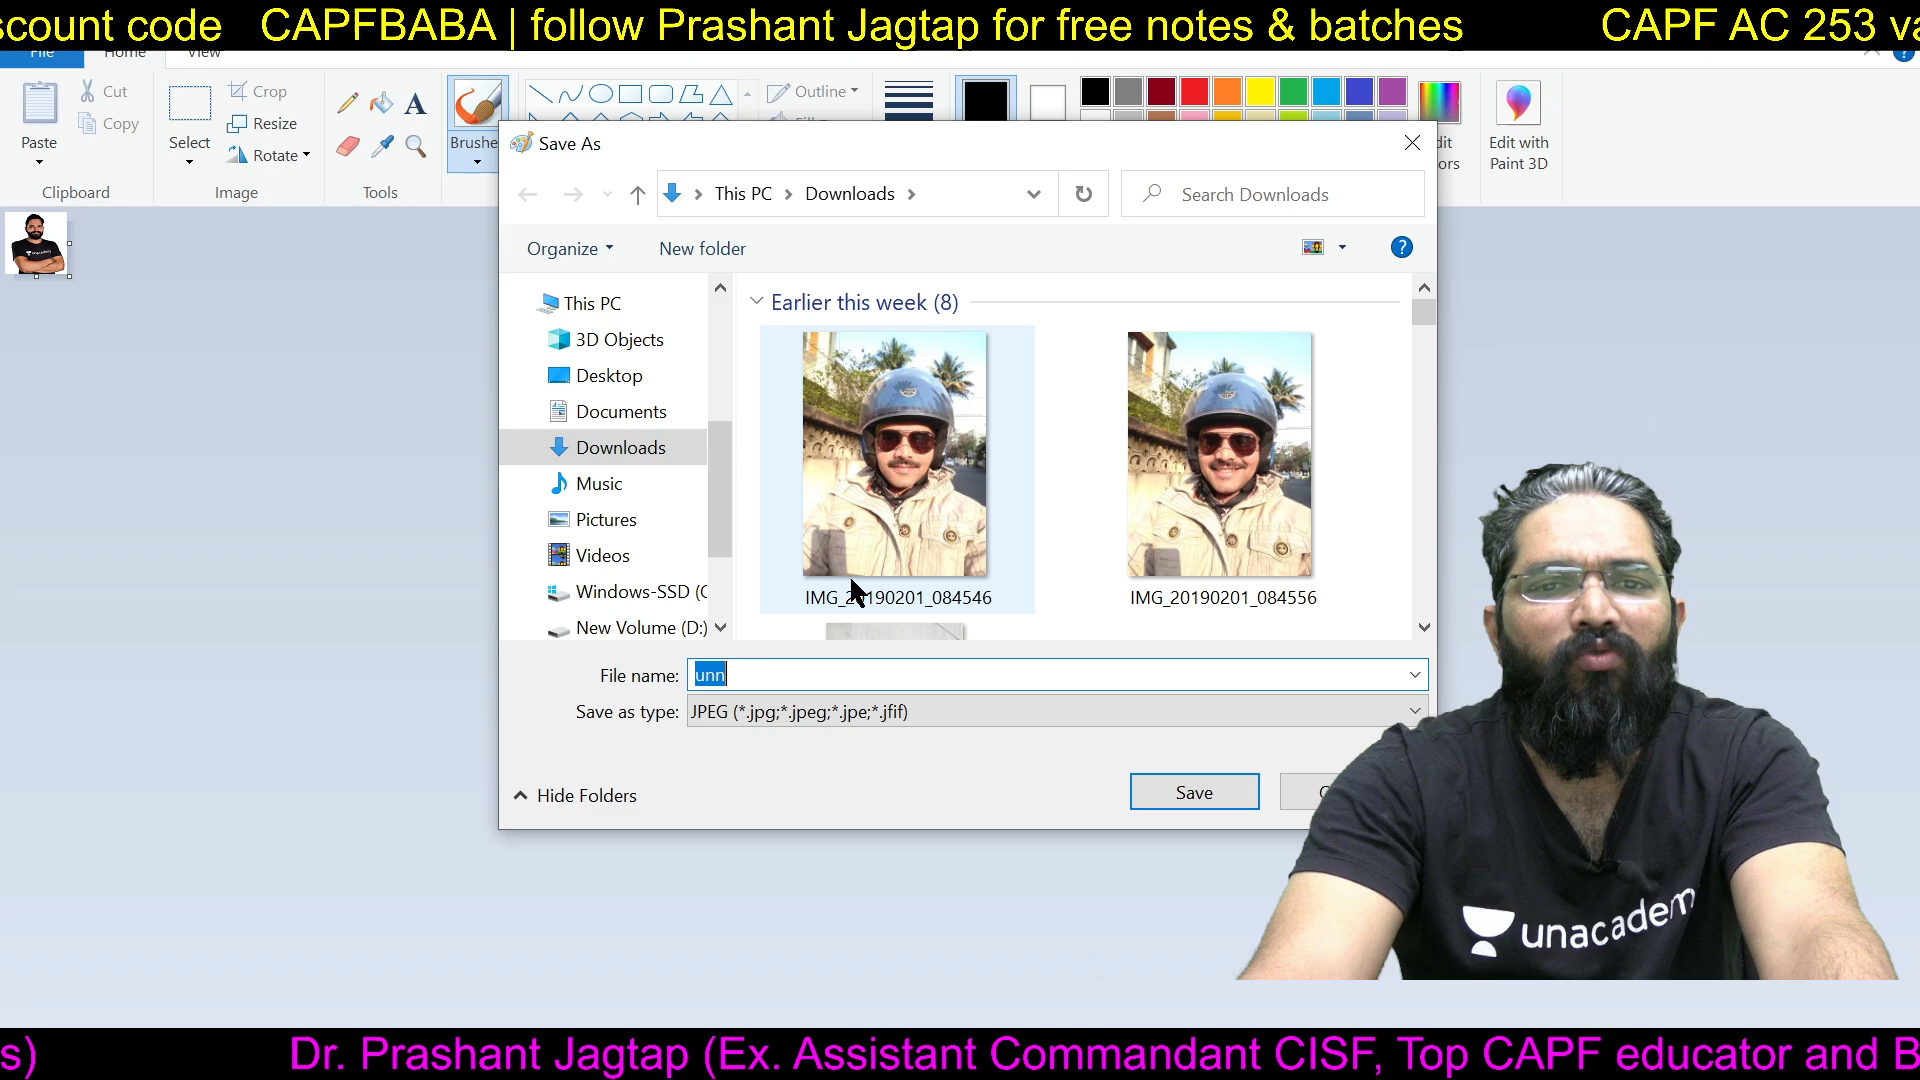 scount code CAPFBABA | follow Prashant Jagtap for free notes & batches CAPF AC 253 va
File Home View
Paste
Cut
Copy
Clipboard
Select
Crop
Resize
Rotate
Image
Tools
Brushe
Outline
Edit with
Paint 3D
Save As
This PC
Downloads
Search Downloads
Organize
New folder
This PC
3D Objects
Desktop
Documents
Downloads
Music
Pictures
Videos
Windows-SSD (C
New Volume (D:)
Earlier this week (8)
IMG_20190201_084546
IMG_20190201_084556
File name: unn
Save as type: JPEG (*.jpg;*.jpeg;*.jpe;*.jfif)
Hide Folders
Save
unacadem
s) Dr. Prashant Jagtap (Ex. Assistant Commandant CISF, Top CAPF educator and B